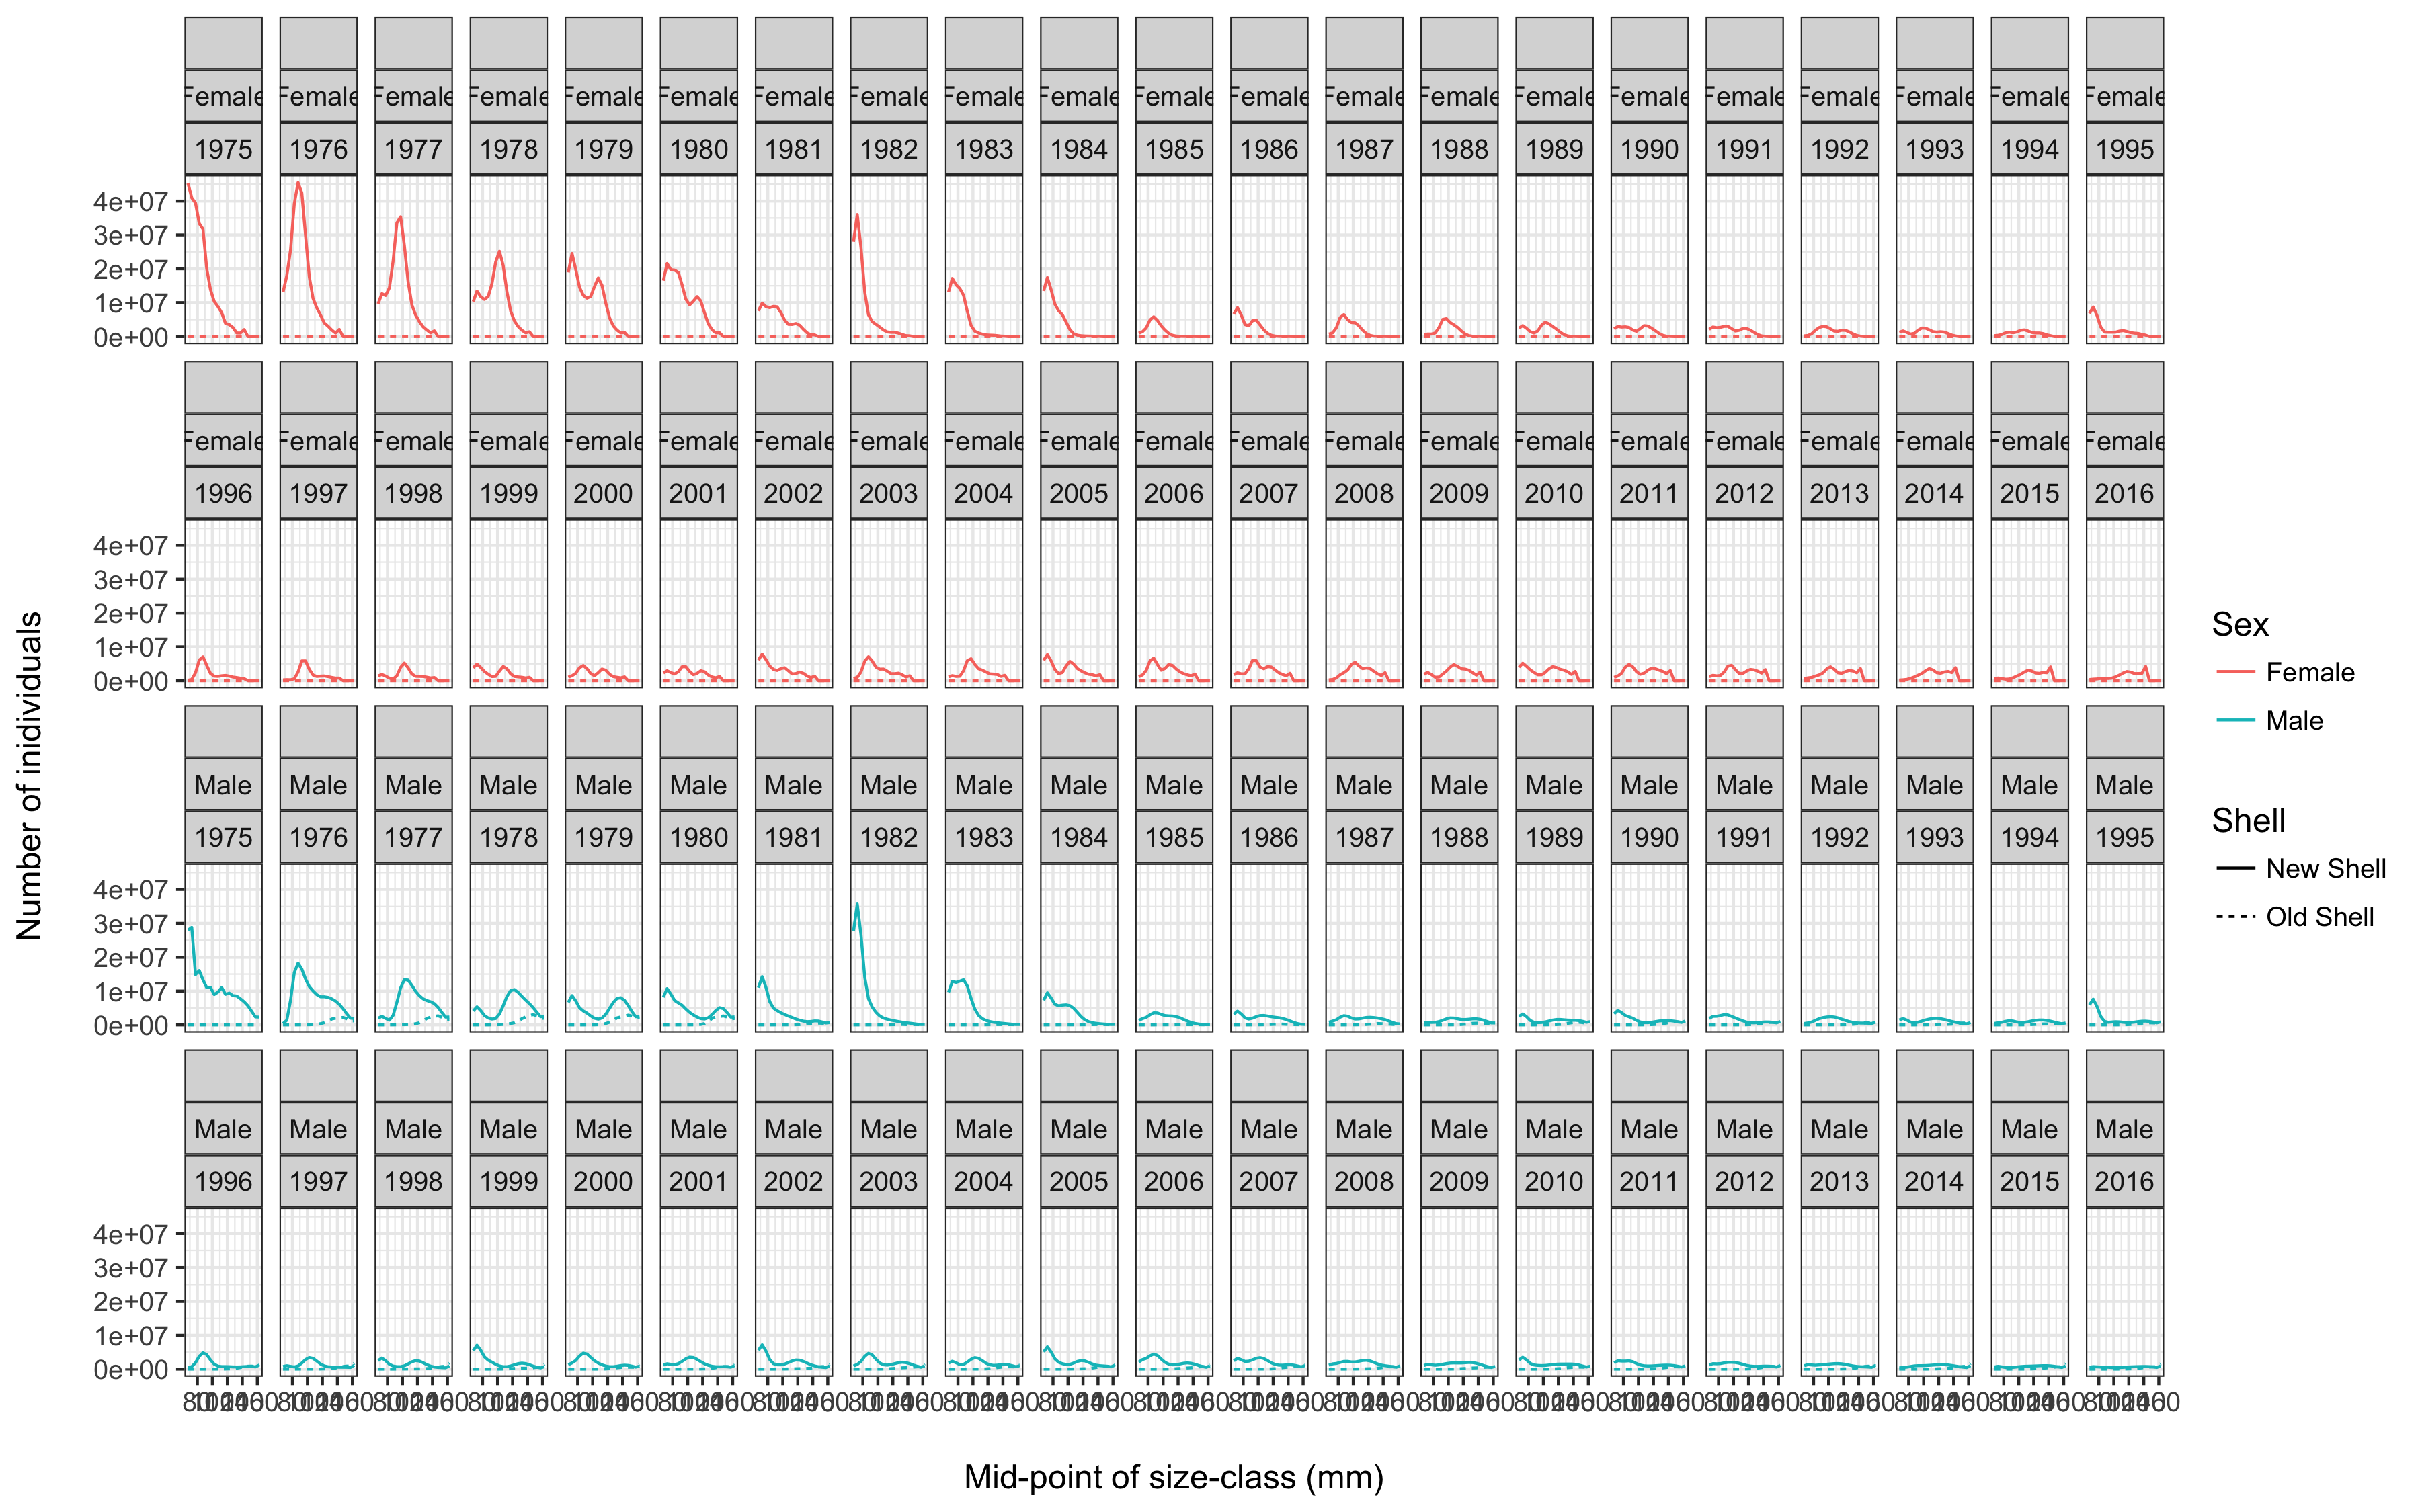 Female Female Female Female Female Female Female Female Female Female Female Female Female Female Female Female Female Female Female Female Female
1975 1976 1977 1978 1979 1980 1981 1982 1983 1984 1985 1986 1987 1988 1989 1990 1991 1992 1993 1994 1995
4e+07
3e+07
2e+07
1e+07
0e+00
Female Female Female Female Female Female Female Female Female Female Female Female Female Female Female Female Female Female Female Female Female
1996 1997 1998 1999 2000 2001 2002 2003 2004 2005 2006 2007 2008 2009 2010 2011 2012 2013 2014 2015 2016
4e+07
3e+07
2e+07
1e+07
0e+00
Male Male Male Male Male Male Male Male Male Male Male Male Male Male Male Male Male Male Male Male Male
1975 1976 1977 1978 1979 1980 1981 1982 1983 1984 1985 1986 1987 1988 1989 1990 1991 1992 1993 1994 1995
4e+07
3e+07
2e+07
1e+07
0e+00
Male Male Male Male Male Male Male Male Male Male Male Male Male Male Male Male Male Male Male Male Male
1996 1997 1998 1999 2000 2001 2002 2003 2004 2005 2006 2007 2008 2009 2010 2011 2012 2013 2014 2015 2016
4e+07
3e+07
2e+07
1e+07
0e+00
Mid-point of size-class (mm)
Number of inidividuals
Sex
Female
Male
Shell
New Shell
Old Shell